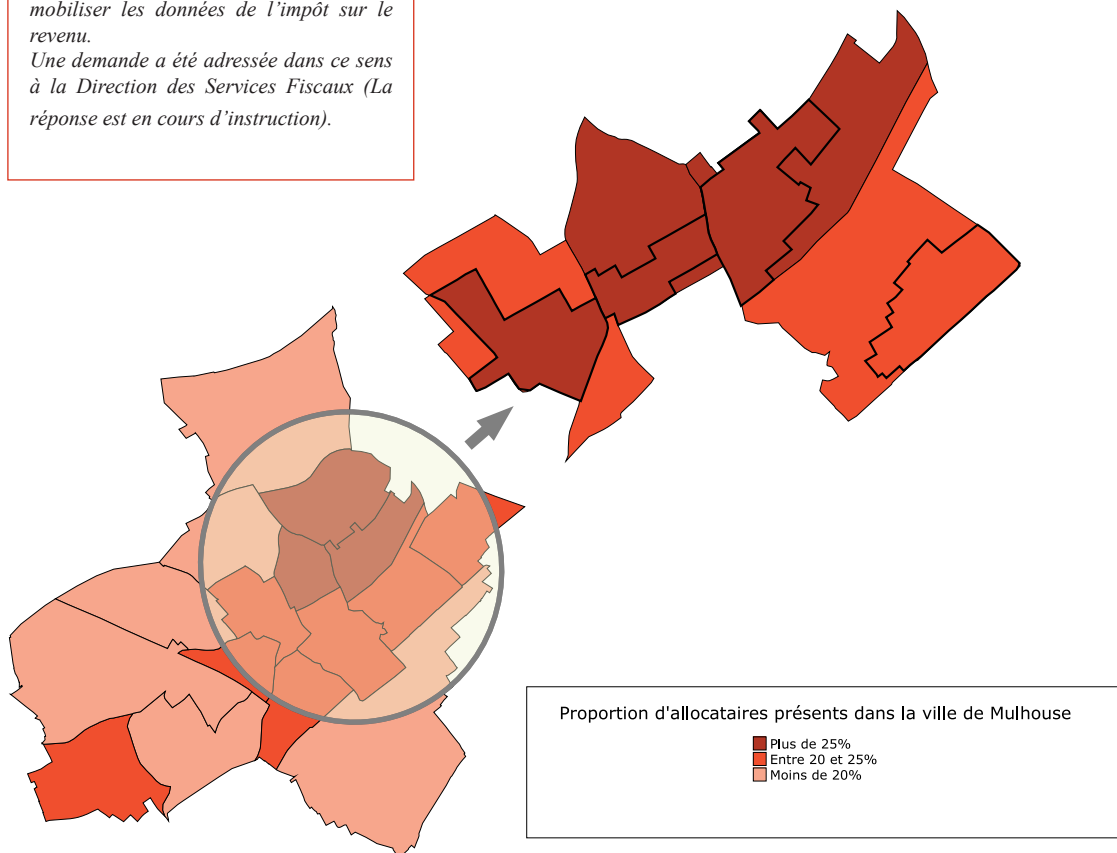 mobiliser les données de l'impôt sur le
revenu.
Une demande a été adressée dans ce sens
à la Direction des Services Fiscaux (La
réponse est en cours d'instruction).
Proportion d'allocataires présents dans la ville de Mulhouse
Plus de 25%
Entre 20 et 25%
Moins de 20%